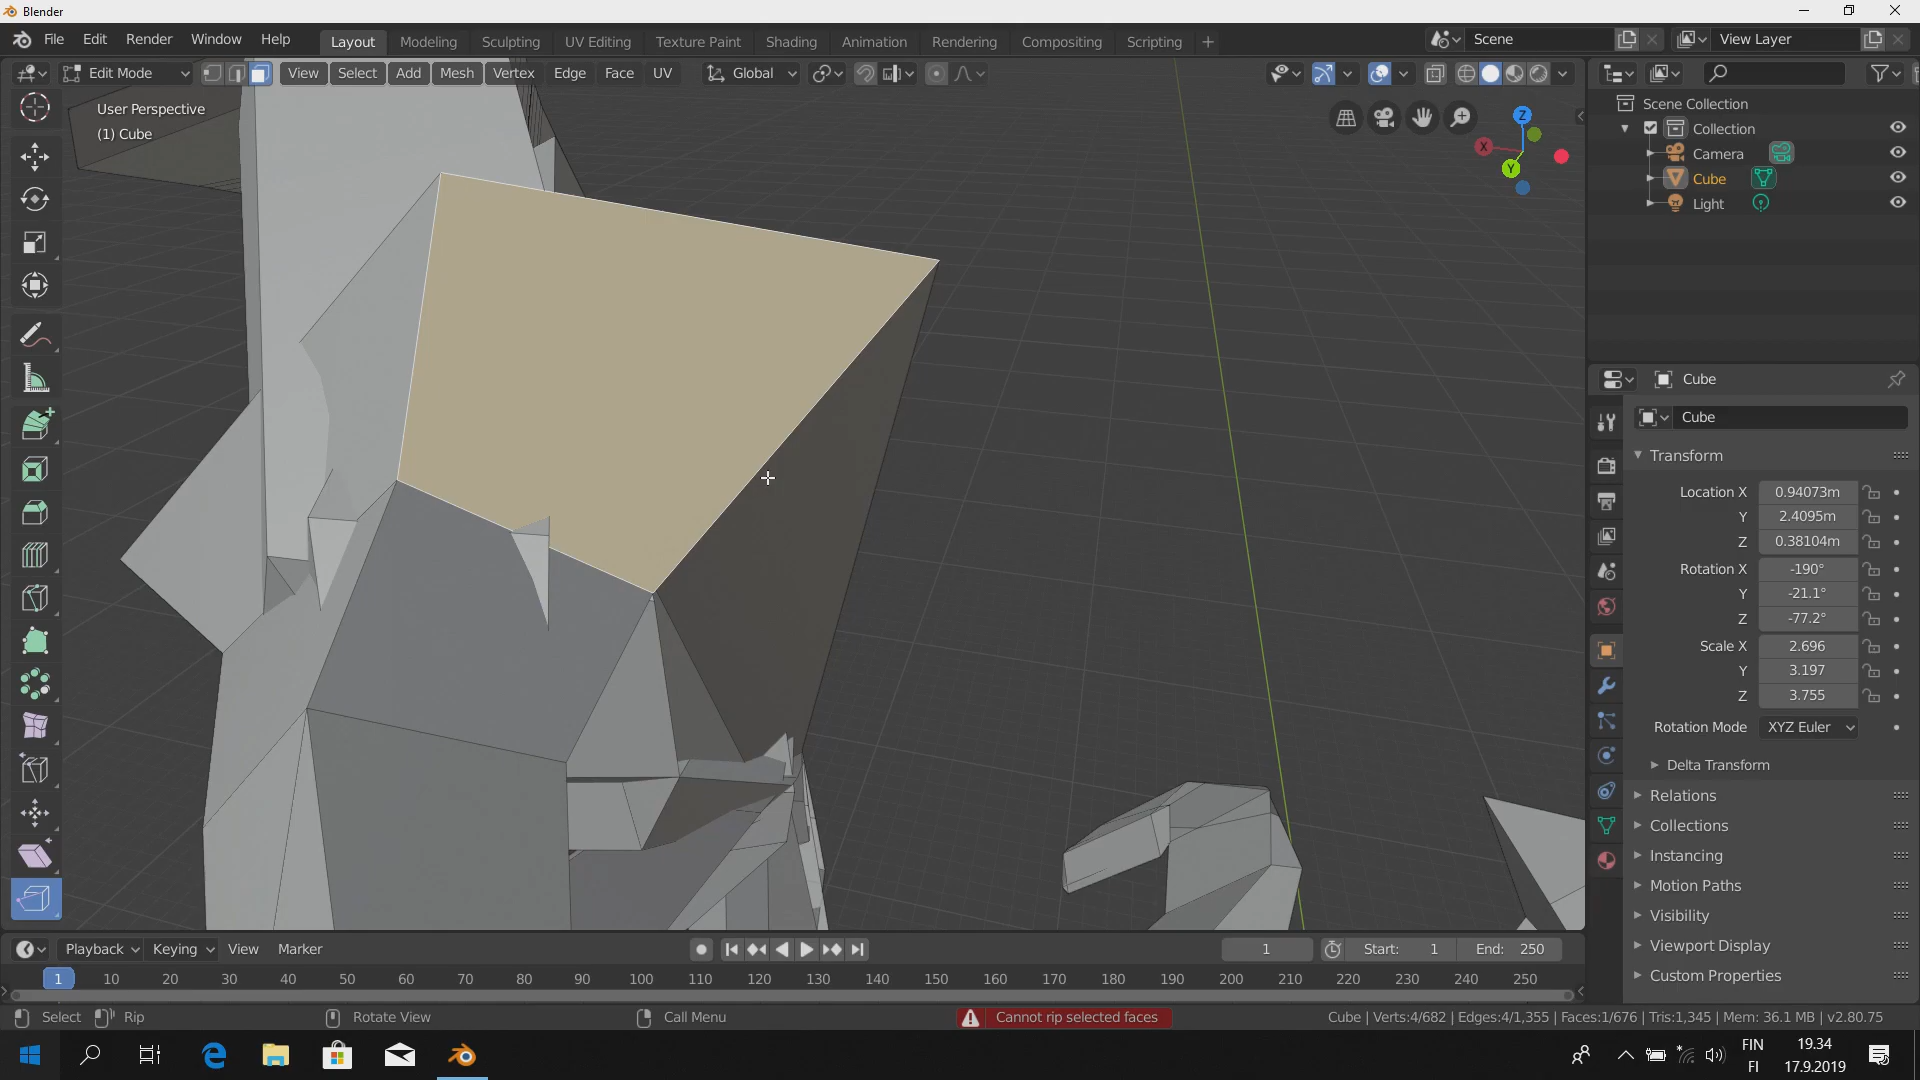 Blender
File Edit Render Window Help Layout Modeling Sculpting UV Editing Texture Paint Shading Animation Rendering Compositing Scripting + Scene View Layer
Edit Mode View Select Add Mesh Vertex Edge Face UV Global
User Perspective
(1) Cube
Z
X
Y
Scene Collection
Collection
Camera
Cube
Light
Cube
Cube
Transform
Location X 0.94073m
Y 2.4095m
Z 0.38104m
Rotation X -190°
Y -21.1°
Z -77.2°
Scale X 2.696
Y 3.197
Z 3.755
Rotation Mode XYZ Euler
Delta Transform
Relations
Collections
Instancing
Motion Paths
Visibility
Viewport Display
Custom Properties
Playback Keying View Marker 1 Start: 1 End: 250
1 10 20 30 40 50 60 70 80 90 100 110 120 130 140 150 160 170 180 190 200 210 220 230 240 250
Select Rip Rotate View Call Menu Cannot rip selected faces Cube | Verts:4/682 | Edges:4/1,355 | Faces:1/676 | Tris:1,345 | Mem: 36.1 MB | v2.80.75
FIN 19.34
FI 17.9.2019